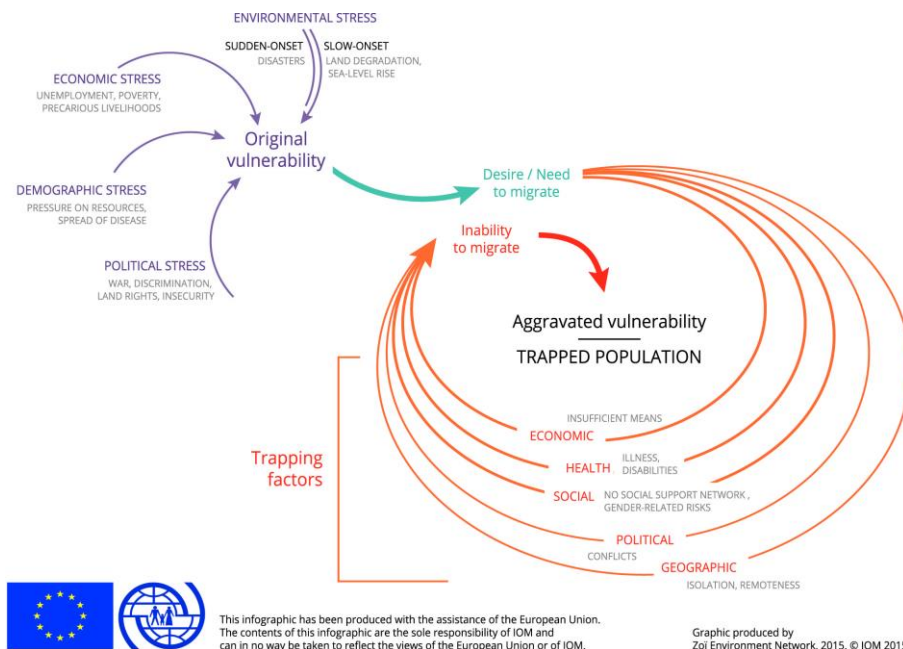 ENVIRONMENTAL STRESS
SUDDEN-ONSET
DISASTERS
SLOW-ONSET
LAND DEGRADATION,
SEA-LEVEL RISE
ECONOMIC STRESS
UNEMPLOYMENT, POVERTY,
PRECARIOUS LIVELIHOODS
Original
vulnerability
DEMOGRAPHIC STRESS
PRESSURE ON RESOURCES,
SPREAD OF DISEASE
POLITICAL STRESS
WAR, DISCRIMINATION,
LAND RIGHTS, INSECURITY
Desire / Need
to migrate
Inability
to migrate
Aggravated vulnerability
TRAPPED POPULATION
Trapping
factors
INSUFFICIENT MEANS
ECONOMIC
HEALTH
ILLNESS,
DISABILITIES
SOCIAL
NO SOCIAL SUPPORT NETWORK ,
GENDER-RELATED RISKS
POLITICAL
CONFLICTS
GEOGRAPHIC
ISOLATION, REMOTENESS
This infographic has been produced with the assistance of the European Union.
The contents of this infographic are the sole responsibility of IOM and
can in no way be taken to reflect the views of the European Union or of IOM.
Graphic produced by
Zoï Environment Network, 2015, © IOM 2015